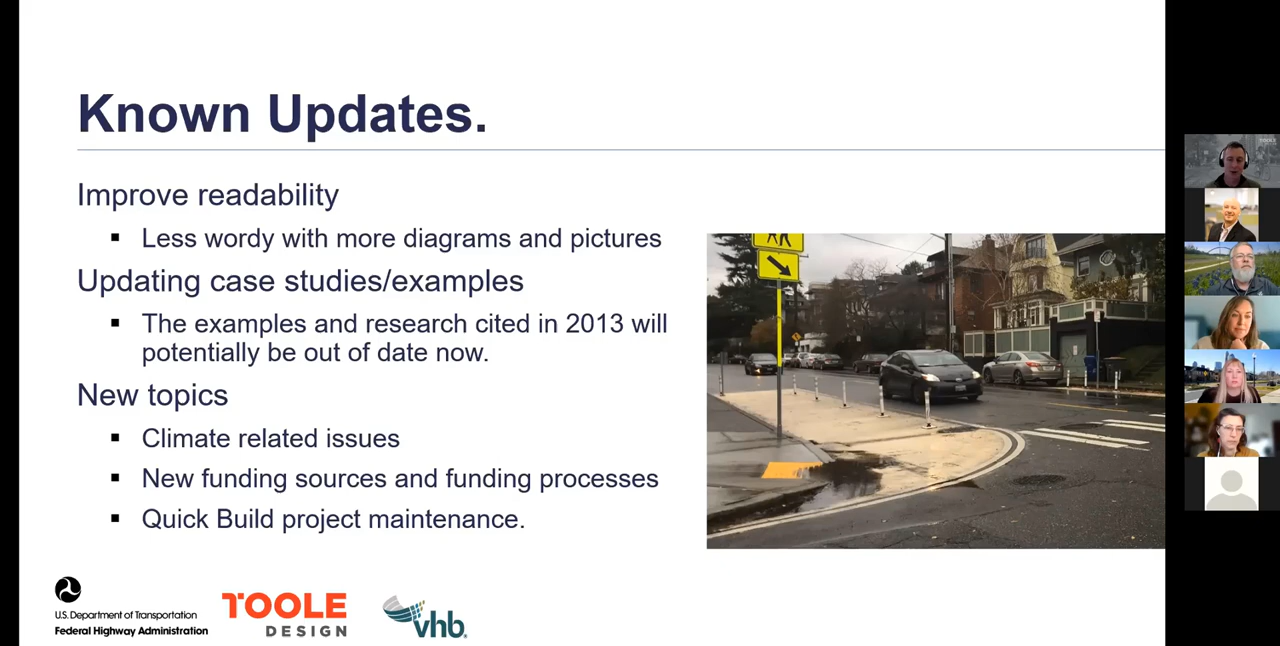 Known Updates.
Improve readability
▪ Less wordy with more diagrams and pictures
Updating case studies/examples
▪ The examples and research cited in 2013 will
potentially be out of date now.
New topics
▪ Climate related issues
▪ New funding sources and funding processes
▪ Quick Build project maintenance.
U.S. Department of Transportation
Federal Highway Administration
TOOLE
DESIGN
vhb